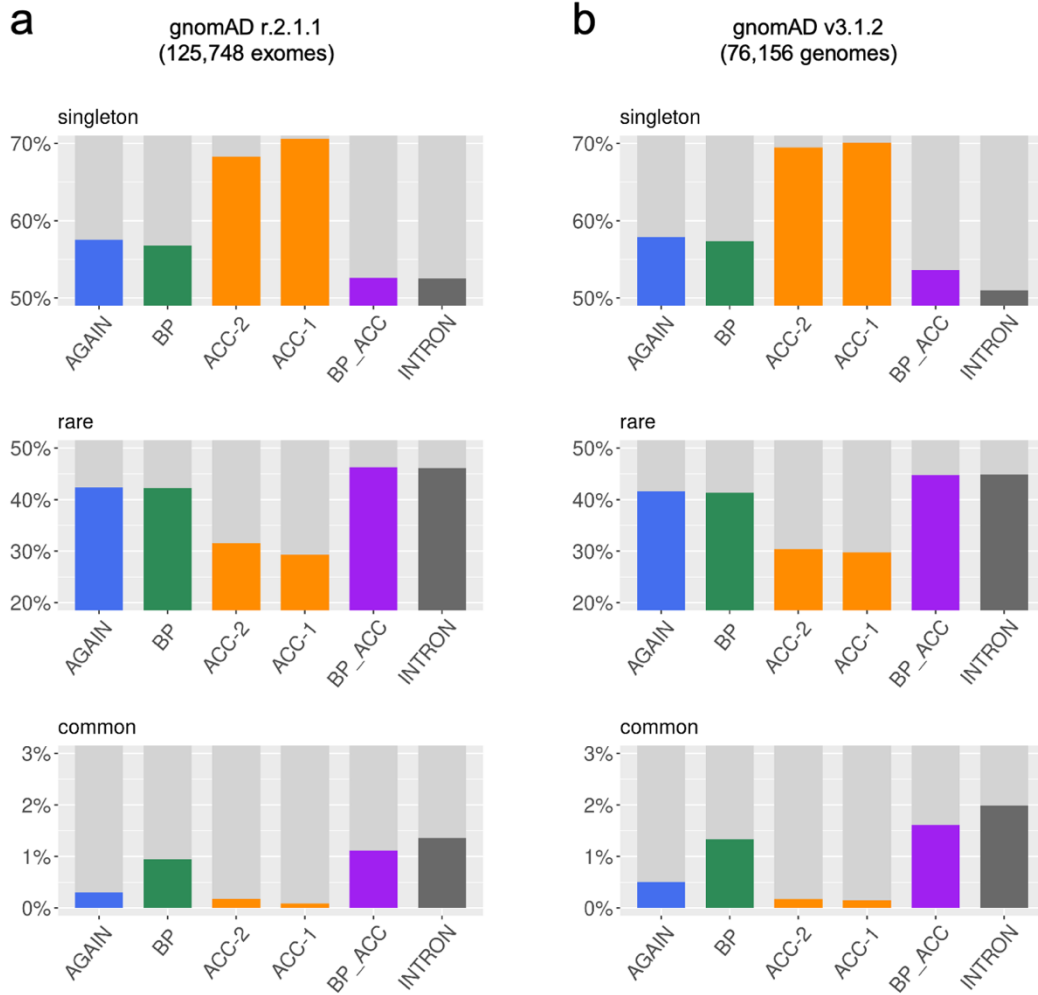 a
gnomAD r.2.1.1
(125,748 exomes)
singleton
70%
60%
50%
AGAIN
BP
ACC-2
ACC-1
BP_ACC
INTRON
rare
50%
40%
30%
20%
AGAIN
BP
ACC-2
ACC-1
BP_ACC
INTRON
common
3%
2%
1%
0%
AGAIN
BP
ACC-2
ACC-1
BP_ACC
INTRON
b
gnomAD v3.1.2
(76,156 genomes)
singleton
70%
60%
50%
AGAIN
BP
ACC-2
ACC-1
BP_ACC
INTRON
rare
50%
40%
30%
20%
AGAIN
BP
ACC-2
ACC-1
BP_ACC
INTRON
common
3%
2%
1%
0%
AGAIN
BP
ACC-2
ACC-1
BP_ACC
INTRON